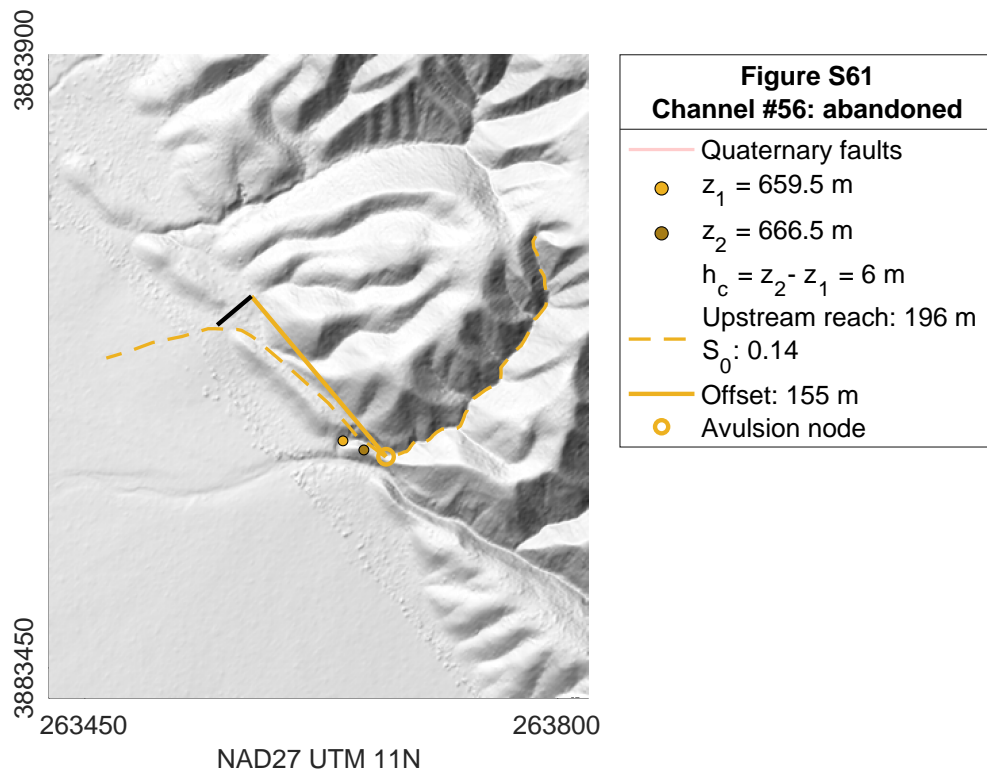 3883900
3883450
263450
263800
NAD27 UTM 11N
Figure S61
Channel #56: abandoned
Quaternary faults
z1 = 659.5 m
z2 = 666.5 m
hc = z2- z1 = 6 m
Upstream reach: 196 m
S0: 0.14
Offset: 155 m
Avulsion node